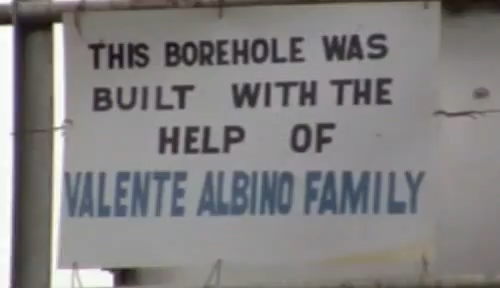 THIS BOREHOLE WAS
BUILT WITH THE
HELP OF
VALENTE ALBINO FAMILY